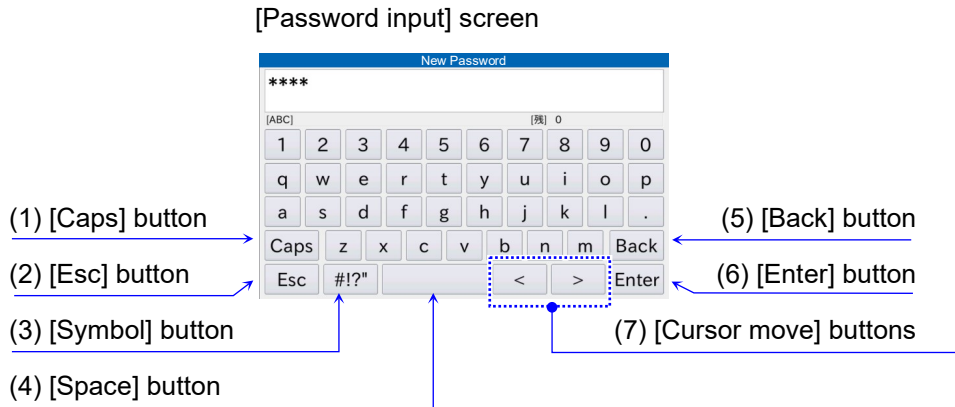 [Password input] screen
New Password
****
[ABC] [残] 0
1 2 3 4 5 6 7 8 9 0
q w e r t y u i o p
a s d f g h j k l .
Caps z x c v b n m Back
Esc #!?" < > Enter
(1) [Caps] button
(2) [Esc] button
(3) [Symbol] button
(4) [Space] button
(5) [Back] button
(6) [Enter] button
(7) [Cursor move] buttons